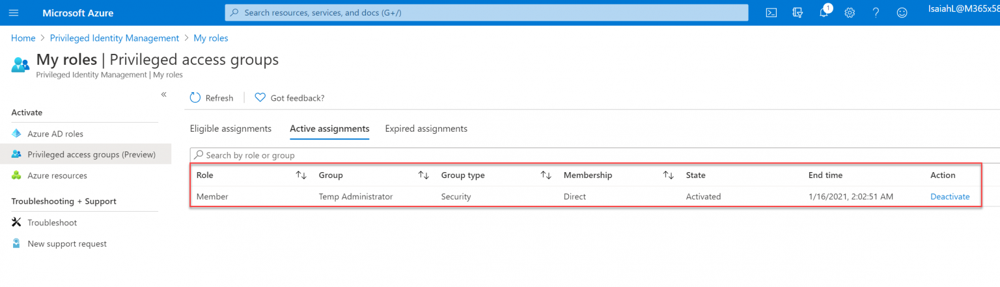 Microsoft Azure
Search resources, services, and docs (G+/)
1
IsaiahL@M365x58
Home > Privileged Identity Management > My roles
My roles | Privileged access groups
Privileged Identity Management | My roles
«
Refresh
Got feedback?
Activate
Azure AD roles
Privileged access groups (Preview)
Azure resources
Troubleshooting + Support
Troubleshoot
New support request
Eligible assignments Active assignments Expired assignments
Search by role or group
Role Group Group type Membership State End time Action
Member Temp Administrator Security Direct Activated 1/16/2021, 2:02:51 AM Deactivate